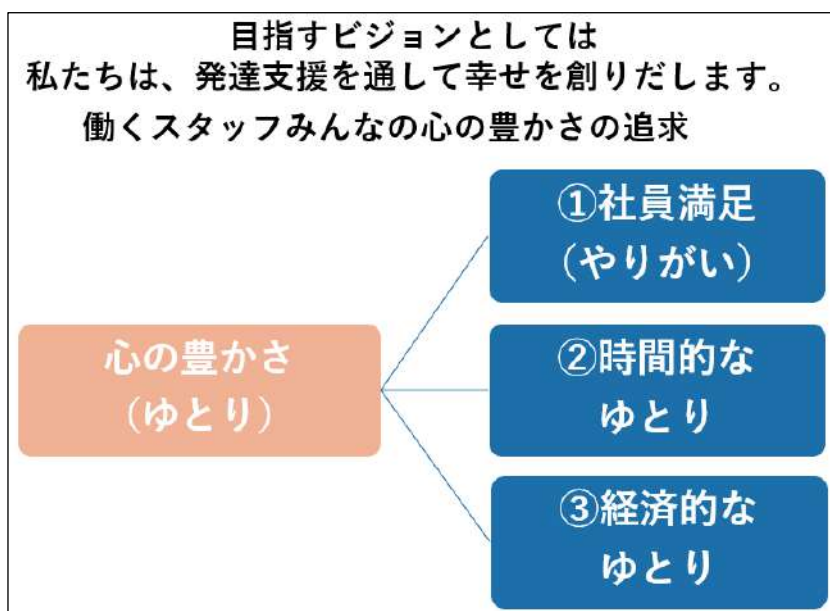 目指すビジョンとしては
私たちは、発達支援を通して幸せを創りだします。
働くスタッフみんなの心の豊かさの追求
心の豊かさ
(ゆとり)
①社員満足
(やりがい)
②時間的な
ゆとり
③経済的な
ゆとり